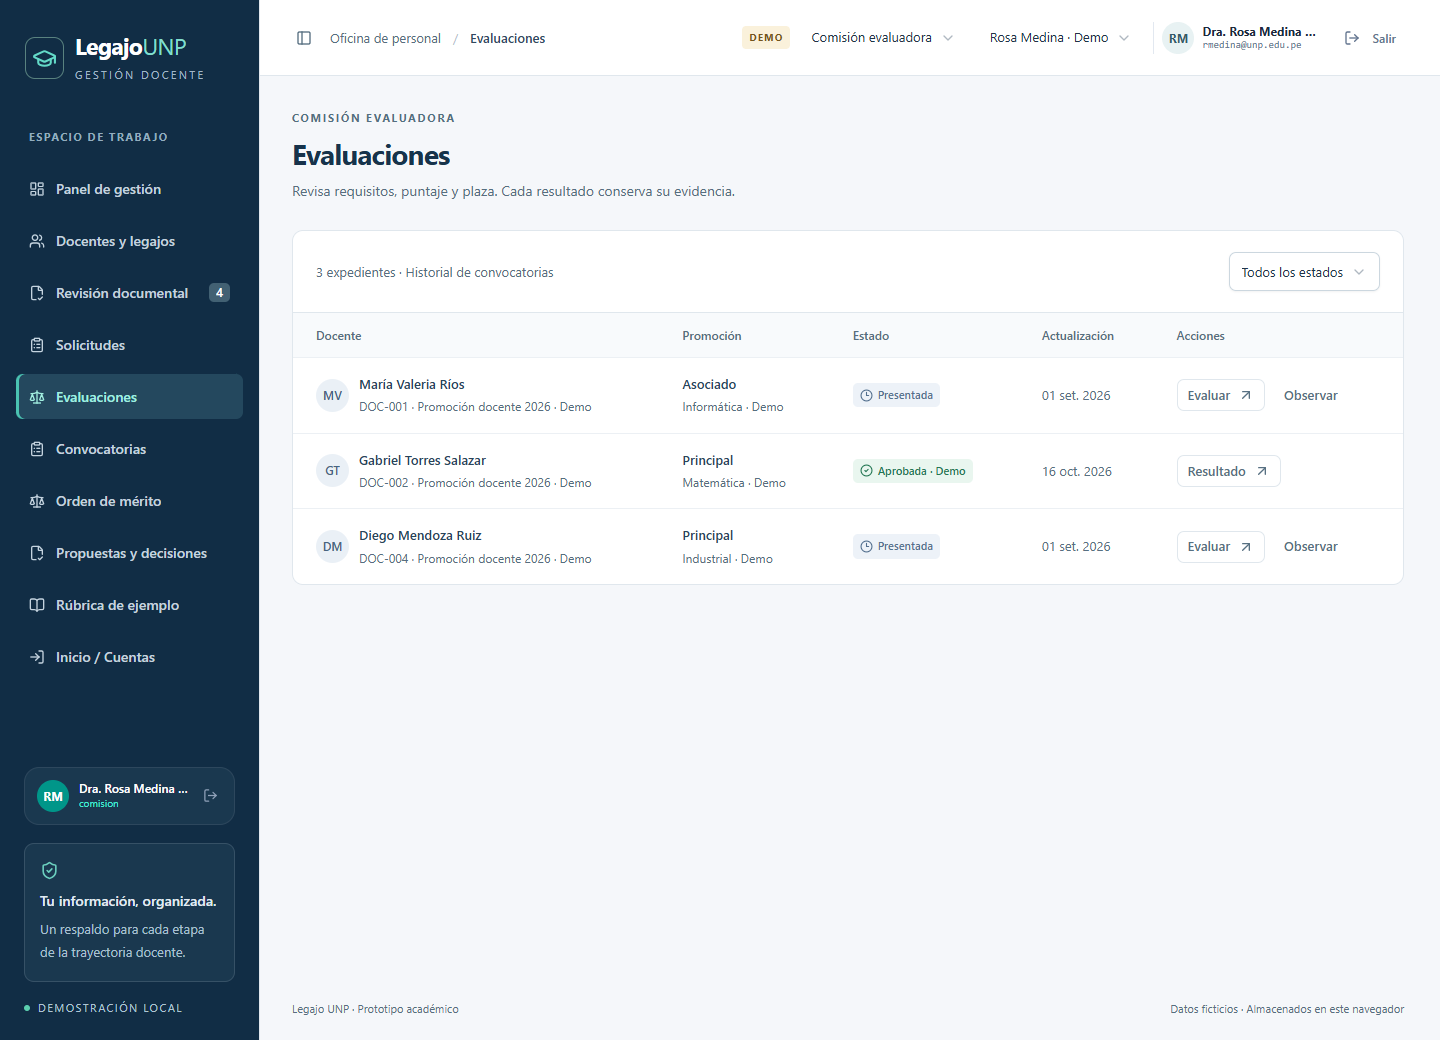 LegajoUNP
GESTIÓN DOCENTE
ESPACIO DE TRABAJO
Panel de gestión
Docentes y legajos
Revisión documental 4
Solicitudes
Evaluaciones
Convocatorias
Orden de mérito
Propuestas y decisiones
Rúbrica de ejemplo
Inicio / Cuentas
RM
Dra. Rosa Medina ...
comision
Tu información, organizada.
Un respaldo para cada etapa
de la trayectoria docente.
DEMOSTRACIÓN LOCAL
Oficina de personal / Evaluaciones
DEMO
Comisión evaluadora
Rosa Medina · Demo
RM
Dra. Rosa Medina ...
rmedina@unp.edu.pe
Salir
COMISIÓN EVALUADORA
Evaluaciones
Revisa requisitos, puntaje y plaza. Cada resultado conserva su evidencia.
3 expedientes · Historial de convocatorias
Todos los estados
Docente Promoción Estado Actualización Acciones
MV
María Valeria Ríos
DOC-001 · Promoción docente 2026 · Demo
Asociado
Informática · Demo
Presentada
01 set. 2026
Evaluar
Observar
GT
Gabriel Torres Salazar
DOC-002 · Promoción docente 2026 · Demo
Principal
Matemática · Demo
Aprobada · Demo
16 oct. 2026
Resultado
DM
Diego Mendoza Ruiz
DOC-004 · Promoción docente 2026 · Demo
Principal
Industrial · Demo
Presentada
01 set. 2026
Evaluar
Observar
Legajo UNP · Prototipo académico
Datos ficticios · Almacenados en este navegador